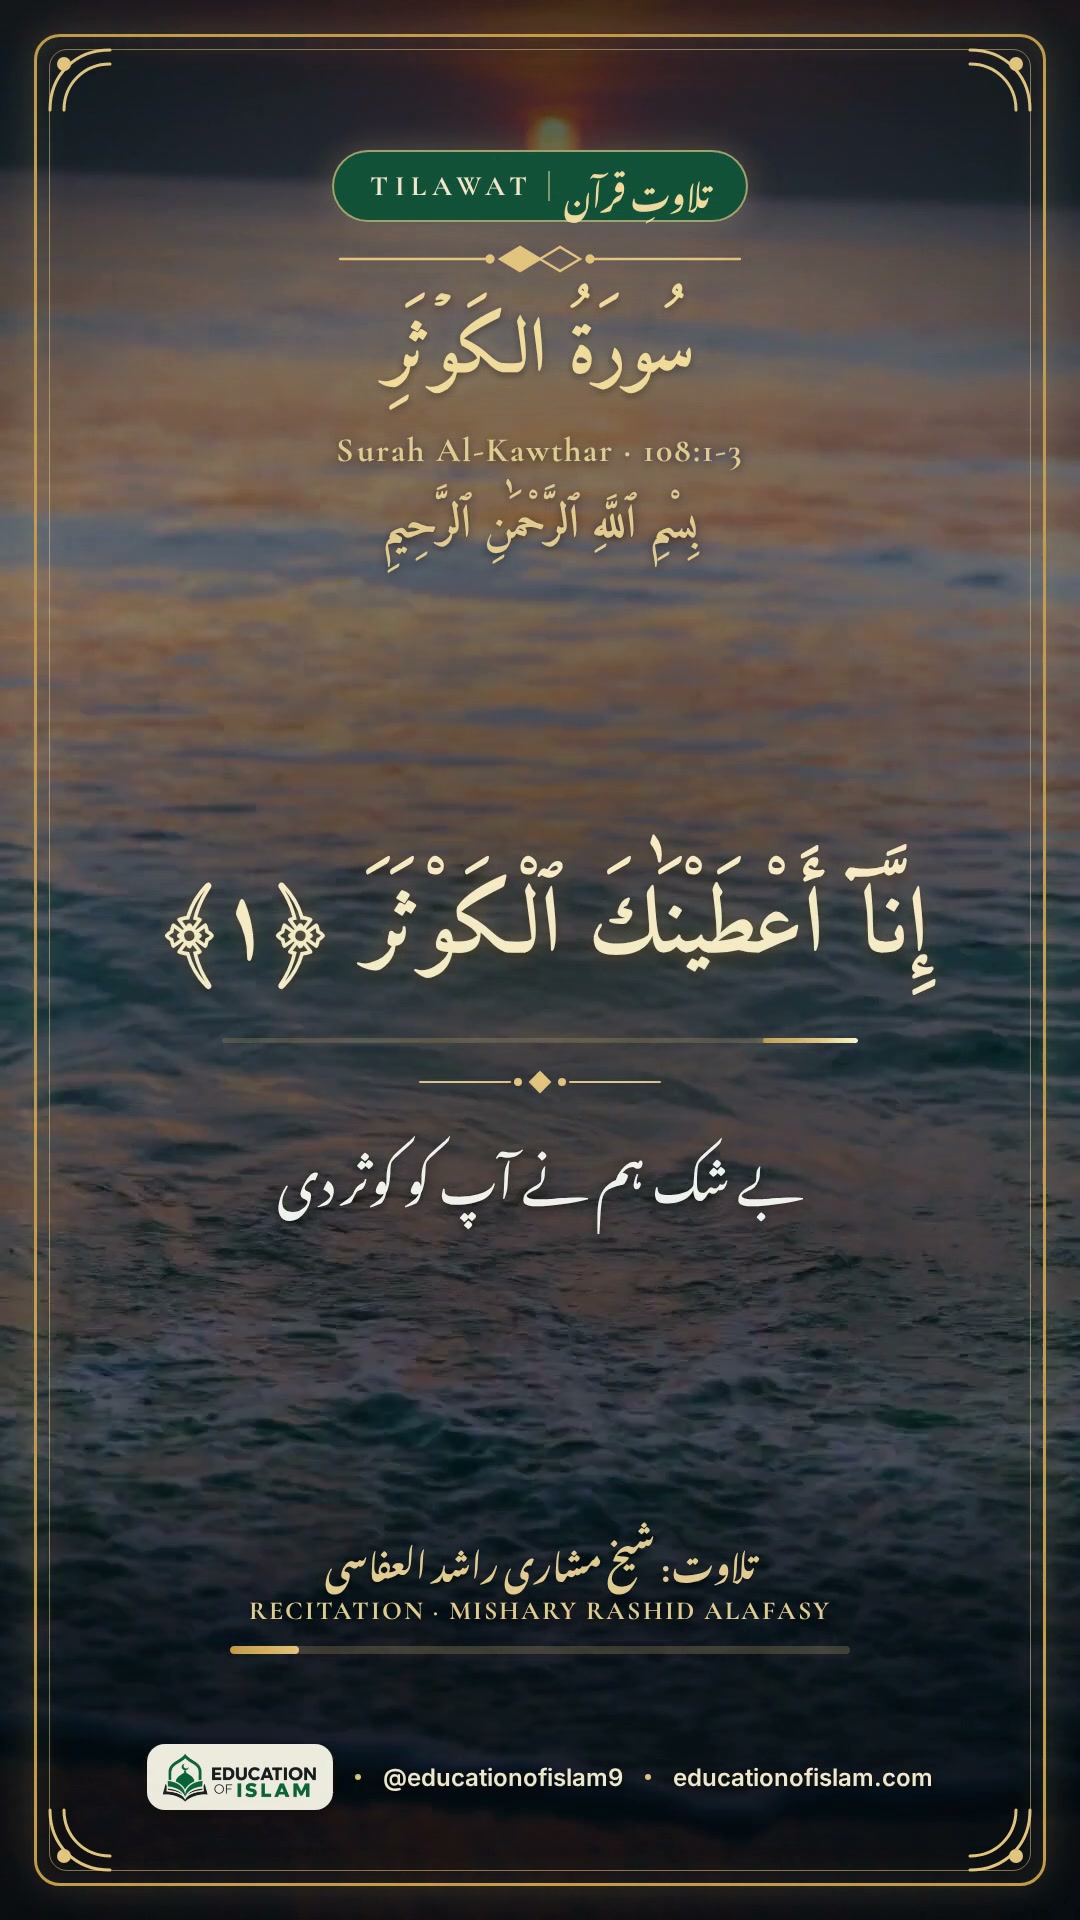 TILAWAT | تلاوتِ قرآن
سُورَةُ الكَوۡثَرِ
Surah Al-Kawthar · 108:1-3
بِسْمِ ٱللَّهِ ٱلرَّحْمَٰنِ ٱلرَّحِيمِ
إِنَّآ أَعْطَيْنَٰكَ ٱلْكَوْثَرَ ﴿١﴾
بے شک ہم نے آپ کو کوثر دی
تلاوت: شیخ مشاری راشد العفاسی
RECITATION · MISHARY RASHID ALAFASY
EDUCATION OF ISLAM • @educationofislam9 • educationofislam.com